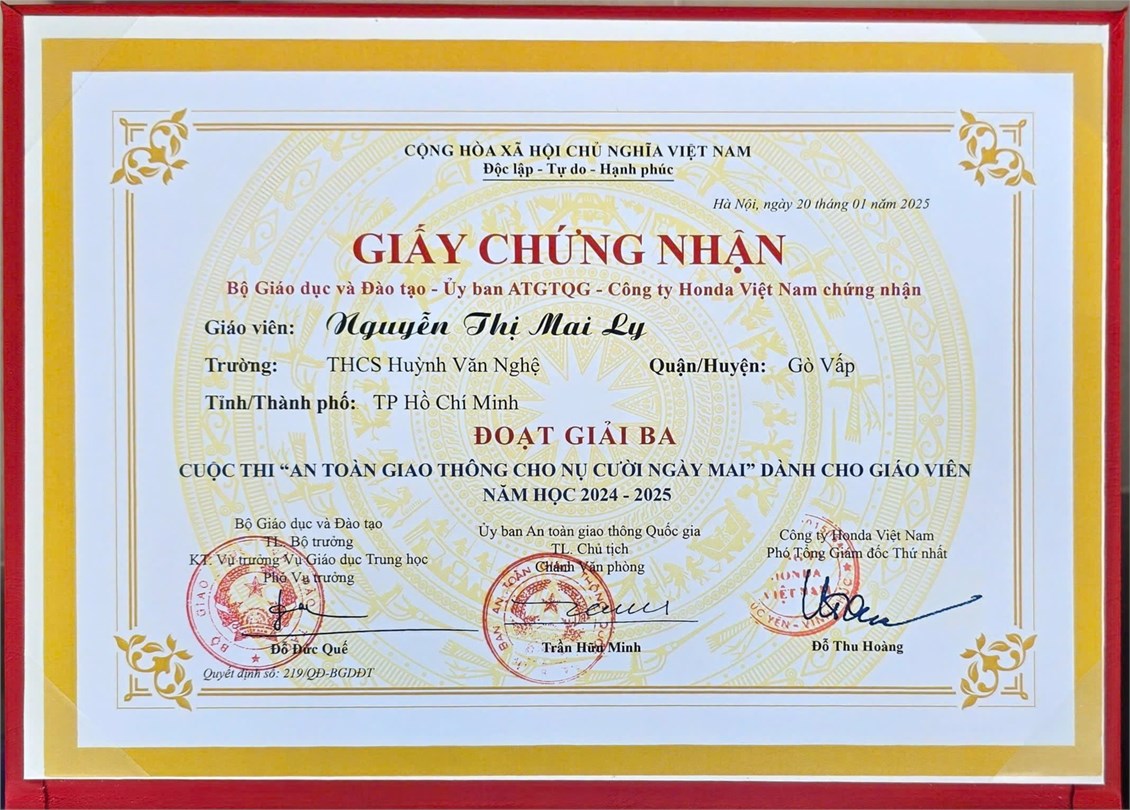 CỘNG HÒA XÃ HỘI CHỦ NGHĨA VIỆT NAM
Độc lập - Tự do - Hạnh phúc
Hà Nội, ngày 20 tháng 01 năm 2025
GIẤY CHỨNG NHẬN
Bộ Giáo dục và Đào tạo - Ủy ban ATGTQG - Công ty Honda Việt Nam chứng nhận
Giáo viên: Nguyễn Thị Mai Ly
Trường: THCS Huỳnh Văn Nghệ Quận/Huyện: Gò Vấp
Tỉnh/Thành phố: TP Hồ Chí Minh
ĐOẠT GIẢI BA
CUỘC THI “AN TOÀN GIAO THÔNG CHO NỤ CƯỜI NGÀY MAI” DÀNH CHO GIÁO VIÊN
NĂM HỌC 2024 - 2025
Bộ Giáo dục và Đào tạo
TL. Bộ trưởng
KT. Vụ trưởng Vụ Giáo dục Trung học
Phó Vụ trưởng
Đỗ Đức Quế
Quyết định số: 219/QĐ-BGDĐT
Ủy ban An toàn giao thông Quốc gia
TL. Chủ tịch
Chánh Văn phòng
Trần Hữu Minh
Công ty Honda Việt Nam
Phó Tổng Giám đốc Thứ nhất
HONDA
VIỆT NAM
Đỗ Thu Hoàng